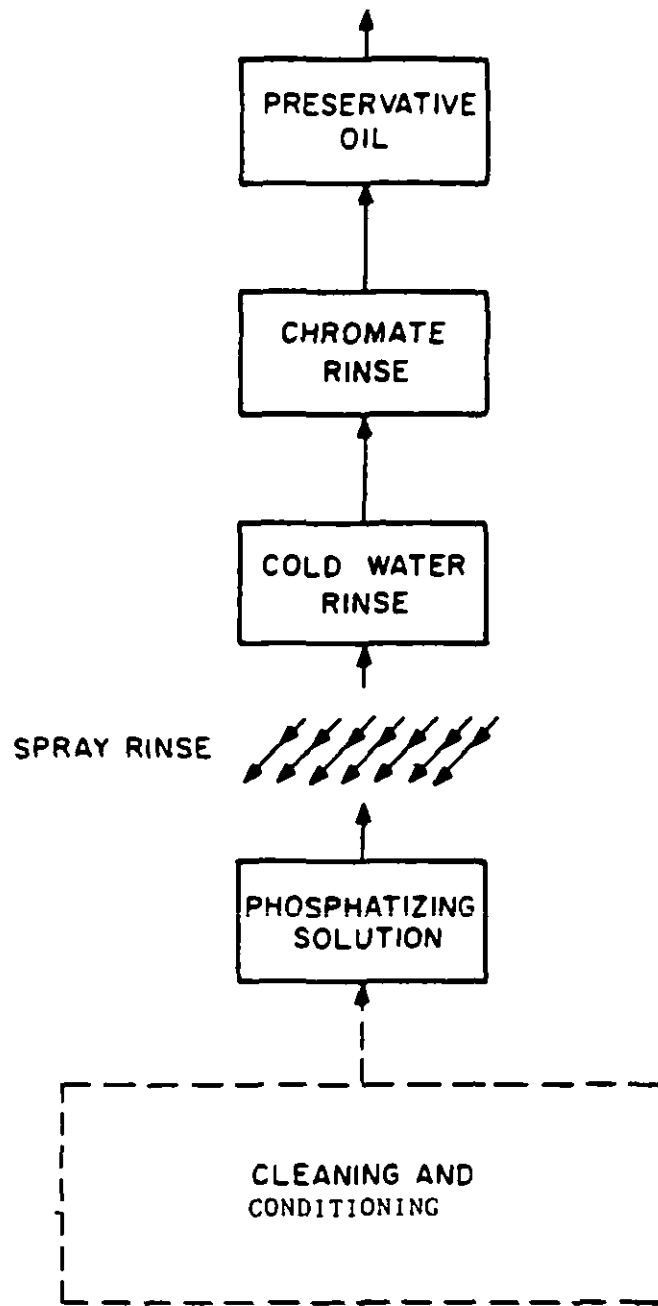 PRESERVATIVE
OIL
CHROMATE
RINSE
COLD WATER
RINSE
SPRAY RINSE
PHOSPHATIZING
SOLUTION
CLEANING AND
CONDITIONING